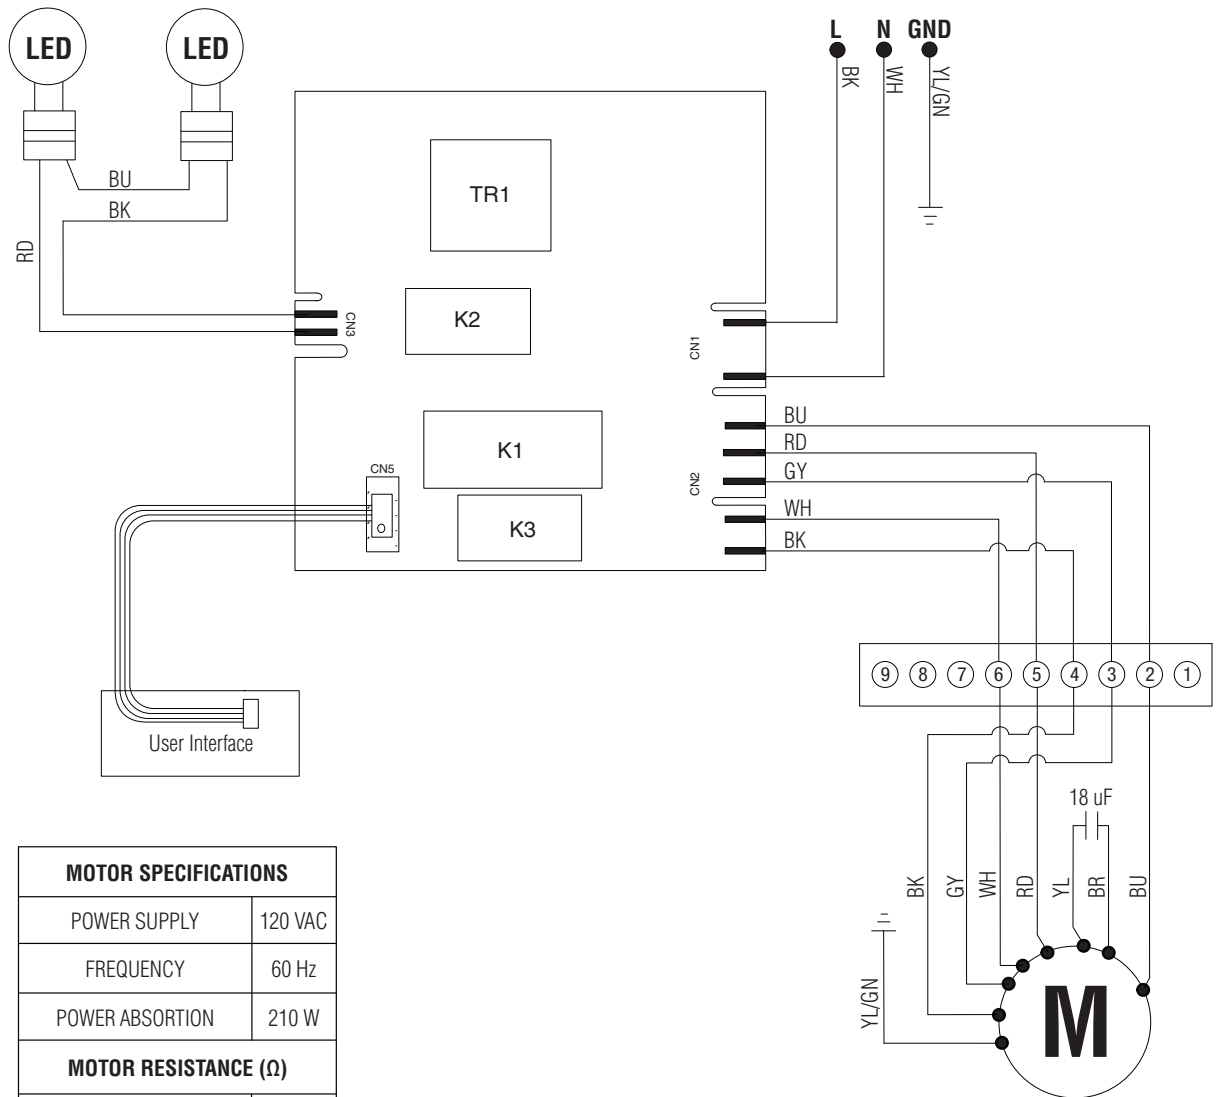 LED LED
L N GND
BK WH YL/GN
BU
BK
RD
TR1
K2
CN3
CN1
K1
CN5
CN2
K3
BU
RD
GY
WH
BK
9 8 7 6 5 4 3 2 1
User Interface
18 uF
BK GY WH RD YL BR BU
YL/GN
M
MOTOR SPECIFICATIONS
POWER SUPPLY 120 VAC
FREQUENCY 60 Hz
POWER ABSORTION 210 W
MOTOR RESISTANCE (Ω)